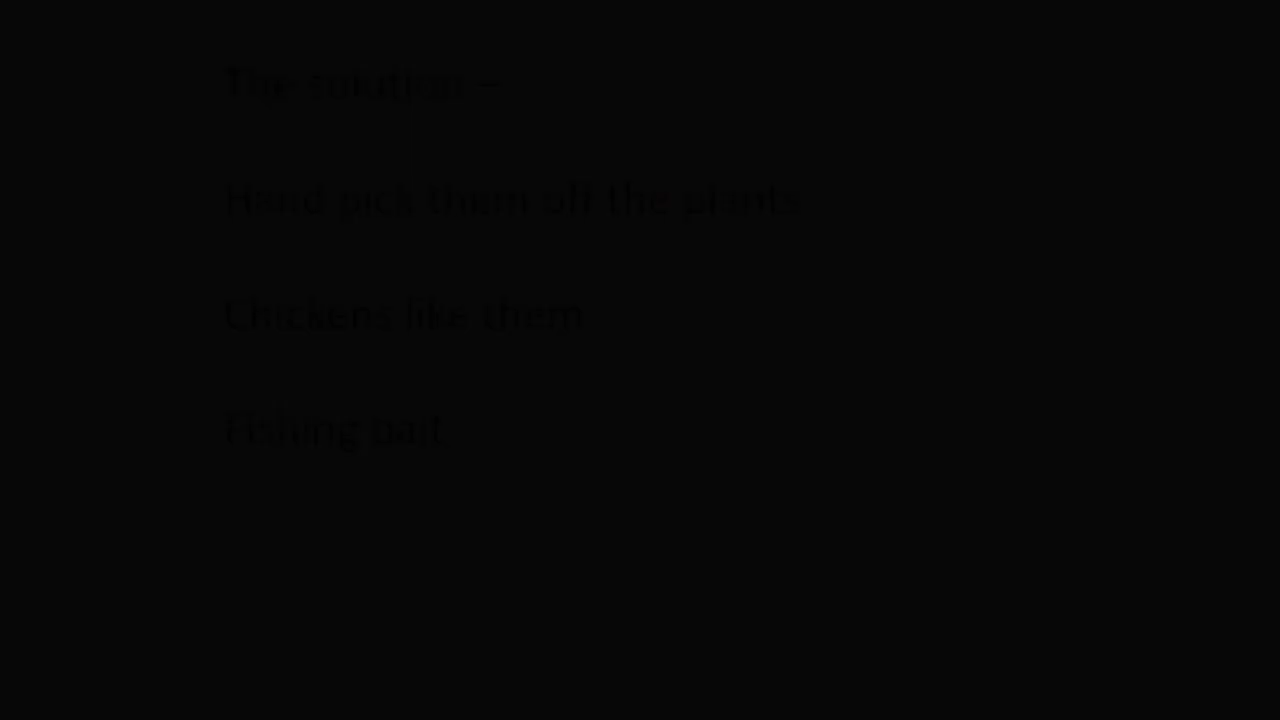 The solution –
Hand pick them off the plants
Chickens like them
Fishing bait